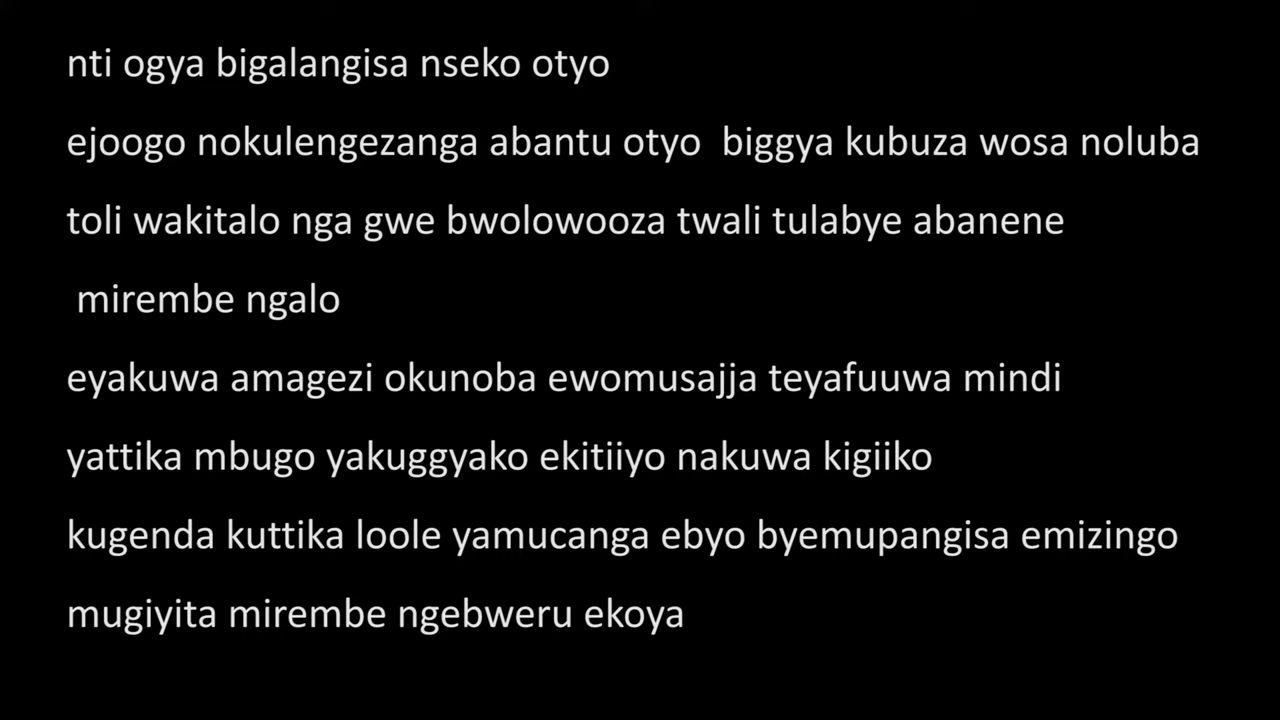 nti ogya bigalangisa nseko otyo
ejoogo nokulengezanga abantu otyo  biggya kubuza wosa noluba
toli wakitalo nga gwe bwolowooza twali tulabye abanene
mirembe ngalo
eyakuwa amagezi okunoba ewomusajja teyafuuwa mindi
yattika mbugo yakuggyako ekitiiyo nakuwa kigiiko
kugenda kuttika loole yamucanga ebyo byemupangisa emizingo
mugiyita mirembe ngebweru ekoya